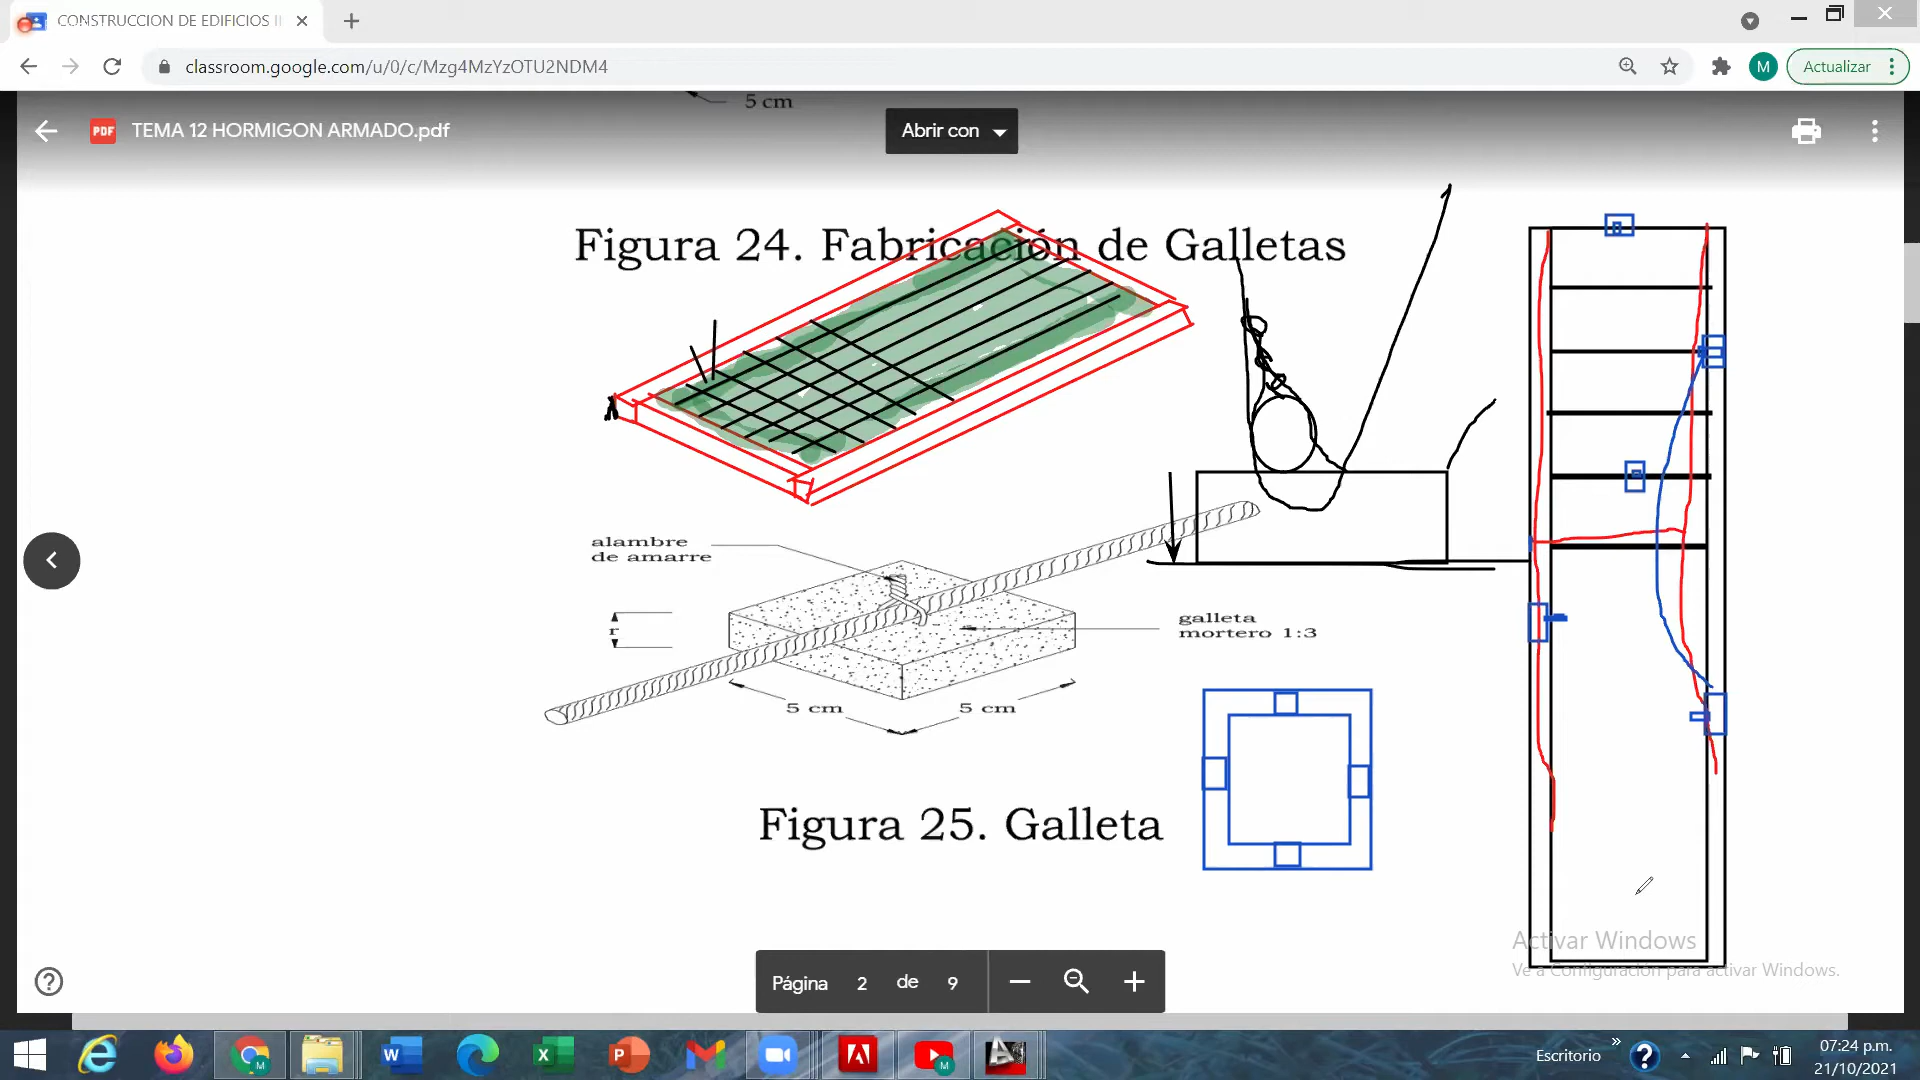 CONSTRUCCION DE EDIFICIOS II
classroom.google.com/u/0/c/Mzg4MzYzOTU2NDM4
M
Actualizar
5 cm
PDF
TEMA 12 HORMIGON ARMADO.pdf
Abrir con
Figura 24. Fabricación de Galletas
alambre
de amarre
r
galleta
mortero 1:3
5 cm
5 cm
Figura 25. Galleta
Activar Windows
Ve a Configuración para activar Windows.
Página 2 de 9
Escritorio
07:24 p.m.
21/10/2021